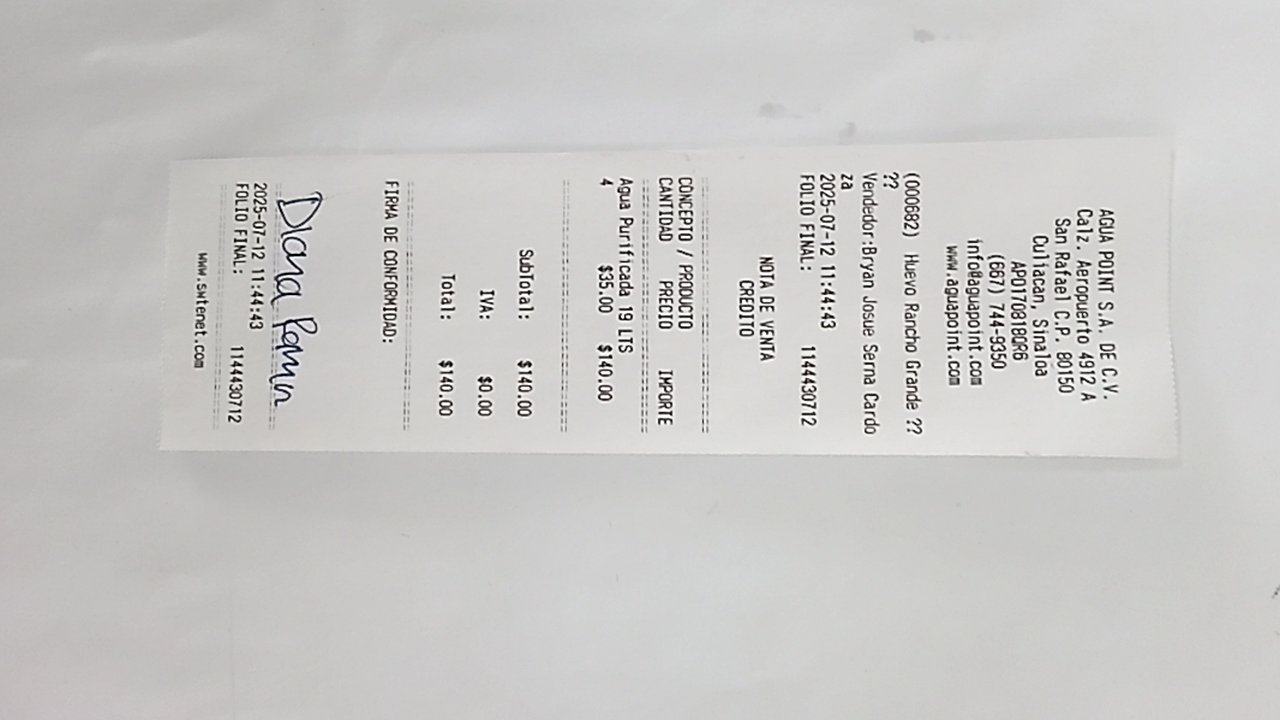 AGUA POINT S.A. DE C.V.
Calz. Aeropuerto 4912 A
San Rafael C.P. 80150
Culiacan, Sinaloa
APO170818QR6
(667) 744-9350
info@aguapoint.com
www.aguapoint.com
(000682) Huevo Rancho Grande ??
??
Vendedor:Bryan Josue Serna Cardo
za
2025-07-12 11:44:43
FOLIO FINAL: 1144430712
NOTA DE VENTA
CREDITO
CONCEPTO / PRODUCTO
CANTIDAD PRECIO IMPORTE
Agua Purificada 19 LTS
4 $35.00 $140.00
SubTotal: $140.00
IVA: $0.00
Total: $140.00
FIRMA DE CONFORMIDAD:
Diana
2025-07-12 11:44:43
FOLIO FINAL: 1144430712
www.smtenet.com